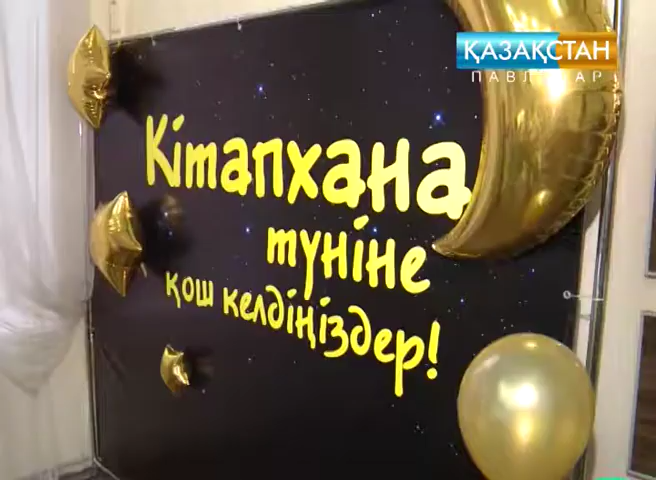 ҚАЗАҚСТАН
ПАВЛОДАР
Кітапхана
түніне
қош келдіңіздер!